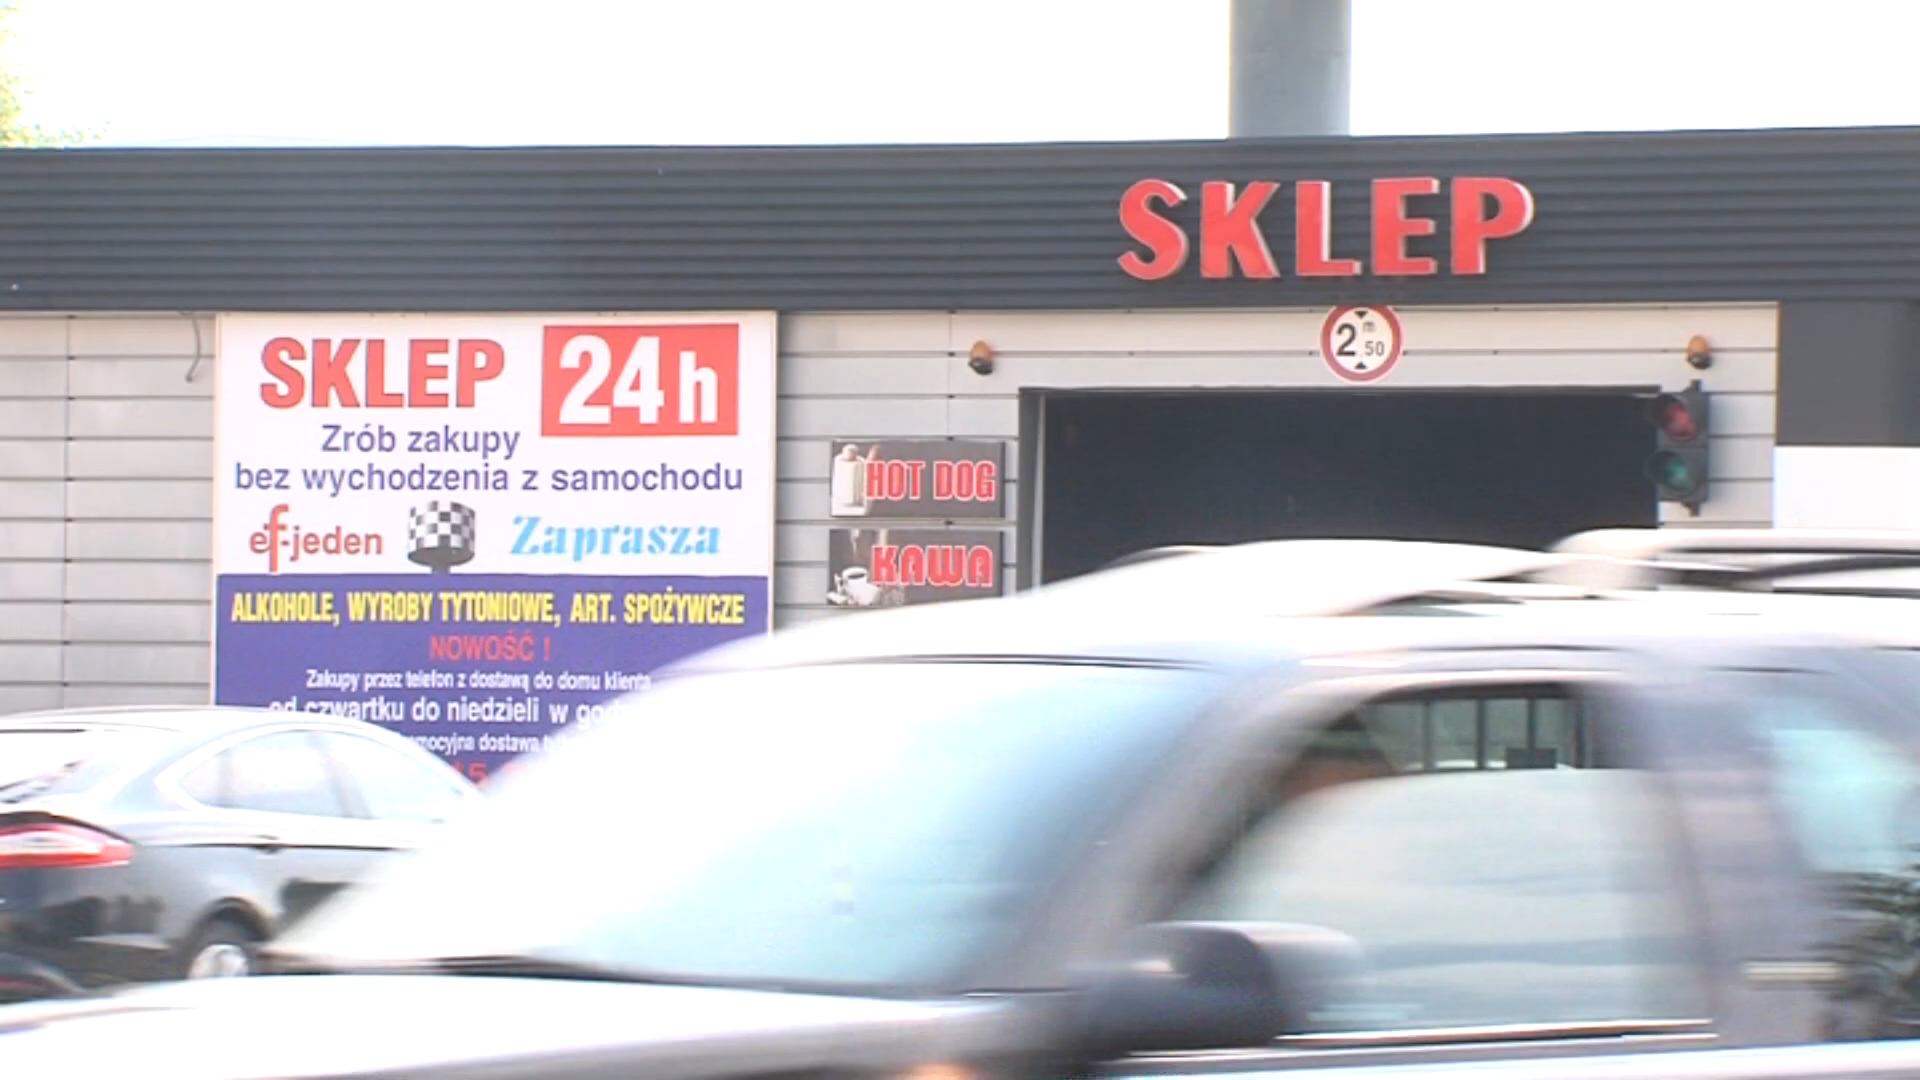 SKLEP
2 m 50
SKLEP 24h
Zrób zakupy
bez wychodzenia z samochodu
ef-jeden Zaprasza
ALKOHOLE, WYROBY TYTONIOWE, ART. SPOŻYWCZE
NOWOŚĆ !
Zakupy przez telefon z dostawą do domu klienta
od czwartku do niedzieli w
dostawa
HOT DOG
KAWA